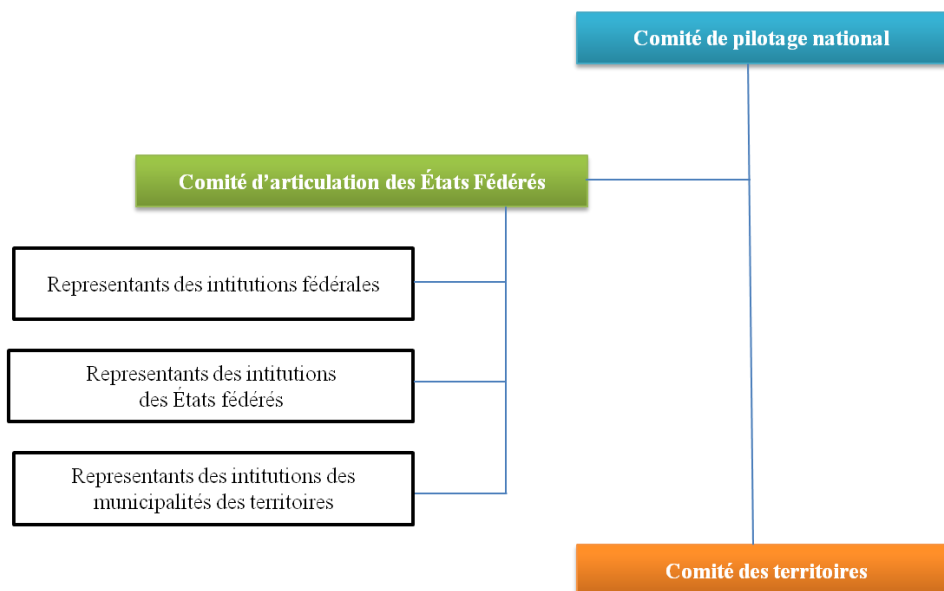 Comité de pilotage national
Comité d’articulation des États Fédérés
Representants des intitutions fédérales
Representants des intitutions
des États fédérés
Representants des intitutions des
municipalités des territoires
Comité des territoires